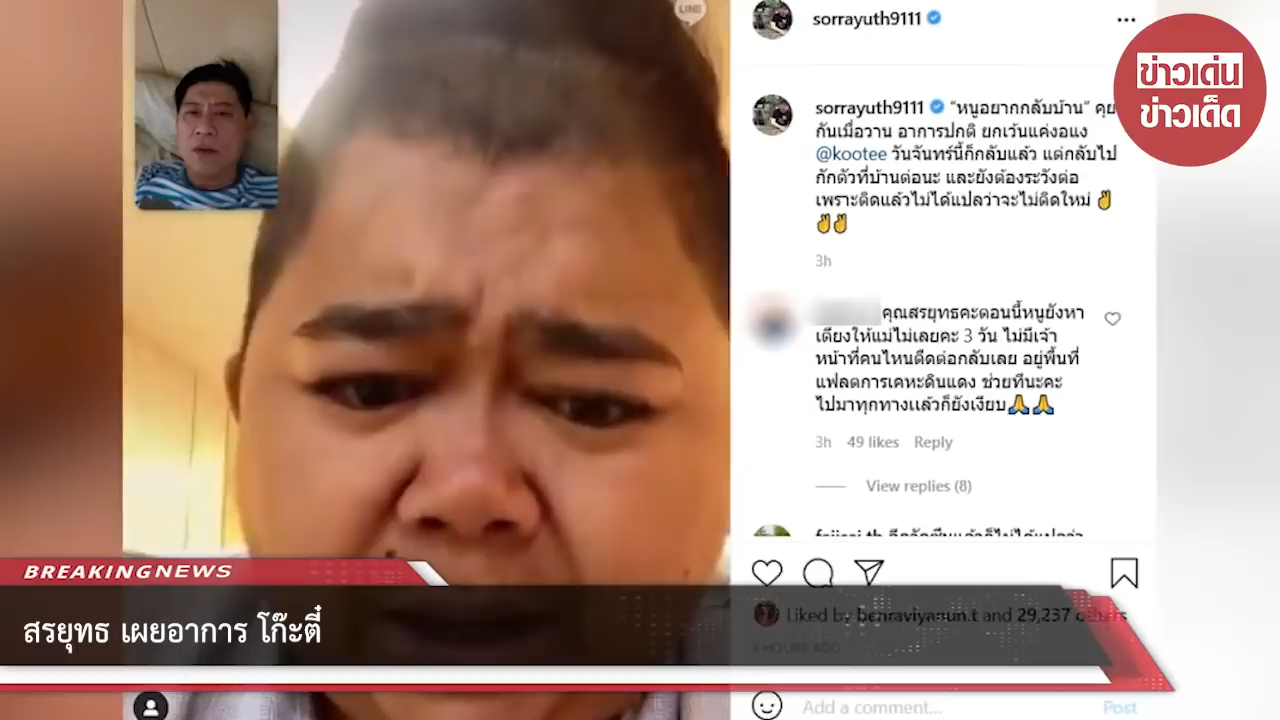 LINE
sorrayuth9111
ข่าวเด่น
ข่าวเด็ด
sorrayuth9111 "หนูอยากกลับบ้าน" คุย
กันเมื่อวาน อาการปกติ ยกเว้นแค่งอแง
@kootee วันจันทร์นี้ก็กลับแล้ว แต่กลับไป
กักตัวที่บ้านต่อนะ และยังต้องระวังต่อ
เพราะติดแล้วไม่ได้แปลว่าจะไม่ติดใหม่ ✌
✌✌
3h
คุณสรยุทธคะตอนนี้หนูยังหา
เตียงให้แม่ไม่เลยคะ 3 วัน ไม่มีเจ้า
หน้าที่คนไหนติดต่อกลับเลย อยู่พื้นที่
แฟลตการเคหะดินแดง ช่วยทีนะคะ
ไปมาทุกทางแล้วก็ยังเงียบ🙏🙏
3h 49 likes Reply
View replies (8)
Liked by benraviyanun.t and 29,237 others
3 HOURS AGO
Add a comment... Post
BREAKINGNEWS
สรยุทธ เผยอาการ โก๊ะตี๋